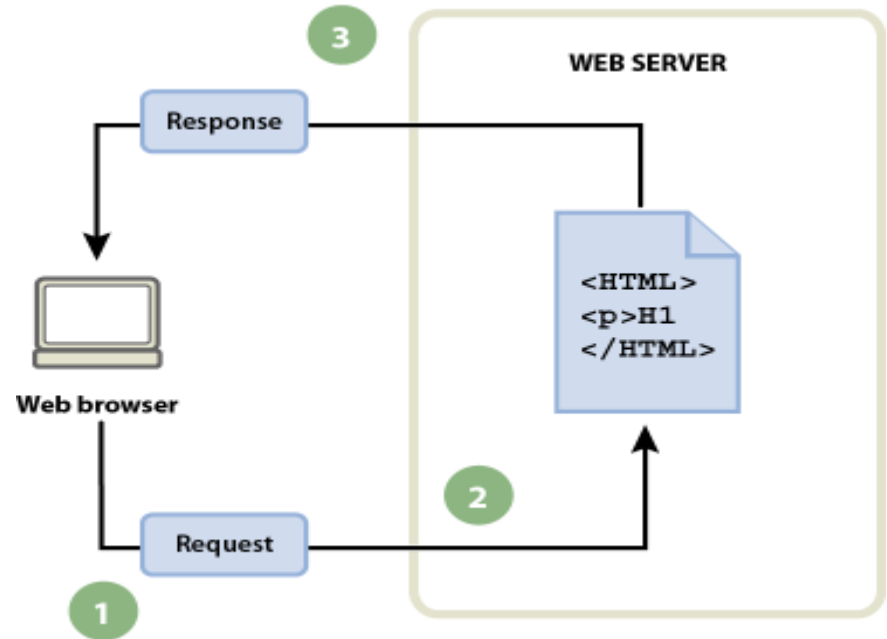 3
WEB SERVER
Response
<HTML>
<p>H1
</HTML>
Web browser
2
Request
1